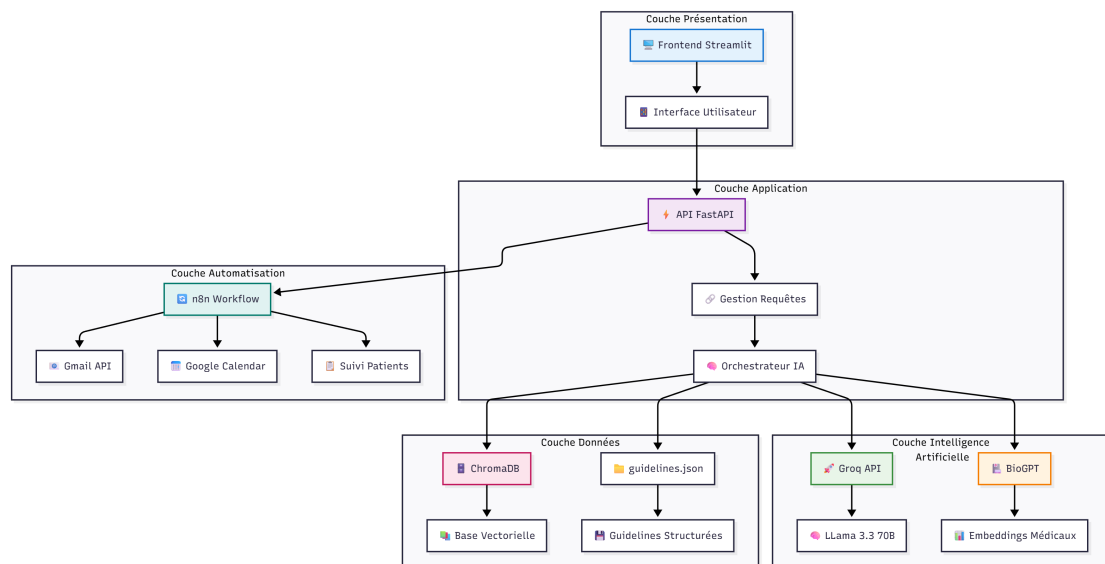 Couche Présentation
Frontend Streamlit
Interface Utilisateur
Couche Application
API FastAPI
Gestion Requêtes
Orchestrateur IA
Couche Automatisation
n8n Workflow
Gmail API
Google Calendar
Suivi Patients
Couche Données
ChromaDB
guidelines.json
Base Vectorielle
Guidelines Structurées
Couche Intelligence
Artificielle
Groq API
BioGPT
LLama 3.3 70B
Embeddings Médicaux